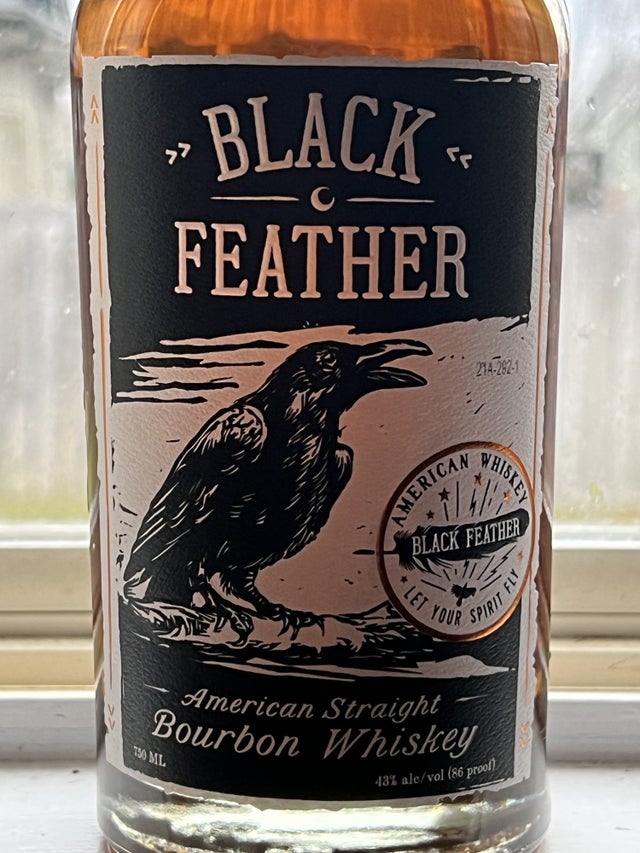 BLACK
FEATHER
21A-292-1
AMERICAN WHISKEY
BLACK FEATHER
LET YOUR SPIRIT FLY
American Straight
Bourbon Whiskey
750 ML
43% alc/vol (86 proof)